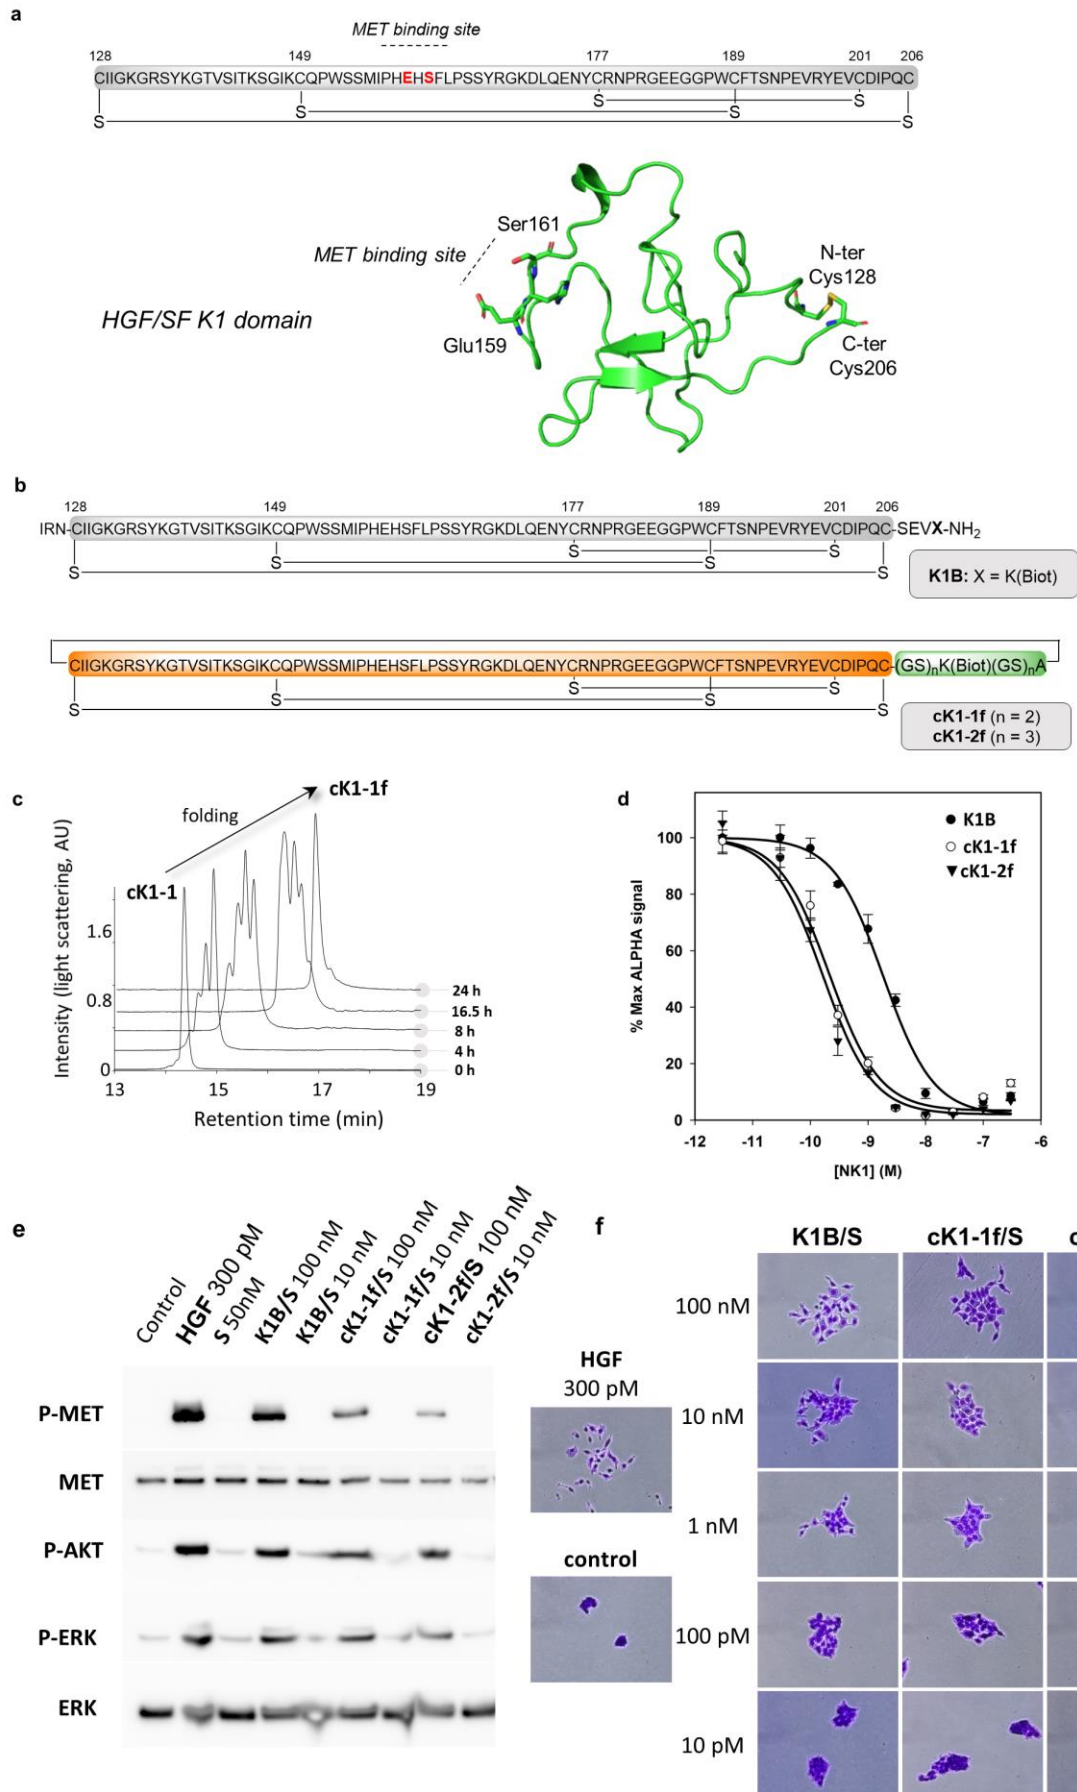 a
MET binding site
128 149 177 189 201 206
CIIGKGRSYKGTVSITKSGIKCQPWSSMIPHEHSFLPSSYRGKDLQENYCRNPRGEEGGPWCFTSNPEVRYEVCDIPQC
S S
S S
S S
MET binding site
Ser161
Glu159
N-ter
Cys128
C-ter
Cys206
HGF/SF K1 domain
b
128 149 177 189 201 206
IRN-CIIGKGRSYKGTVSITKSGIKCQPWSSMIPHEHSFLPSSYRGKDLQENYCRNPRGEEGGPWCFTSNPEVRYEVCDIPQC-SEVX-NH2
S S
S S
S S
K1B: X = K(Biot)
CIIGKGRSYKGTVSITKSGIKCQPWSSMIPHEHSFLPSSYRGKDLQENYCRNPRGEEGGPWCFTSNPEVRYEVCDIPQC-(GS)nK(Biot)(GS)nA
S S
S S
S S
cK1-1f (n = 2)
cK1-2f (n = 3)
c
cK1-1f
folding
cK1-1
Intensity (light scattering, AU)
1.6
0.8
0
24 h
16.5 h
8 h
4 h
0 h
13 15 17 19
Retention time (min)
d
K1B
cK1-1f
cK1-2f
% Max ALPHA signal
100
80
60
40
20
0
-12 -11 -10 -9 -8 -7 -6
[NK1] (M)
e
Control
HGF 300 pM
S 50nM
K1B/S 100 nM
K1B/S 10 nM
cK1-1f/S 100 nM
cK1-1f/S 10 nM
cK1-2f/S 100 nM
cK1-2f/S 10 nM
P-MET
MET
P-AKT
P-ERK
ERK
f
K1B/S cK1-1f/S c
100 nM
HGF
300 pM
10 nM
1 nM
control
100 pM
10 pM